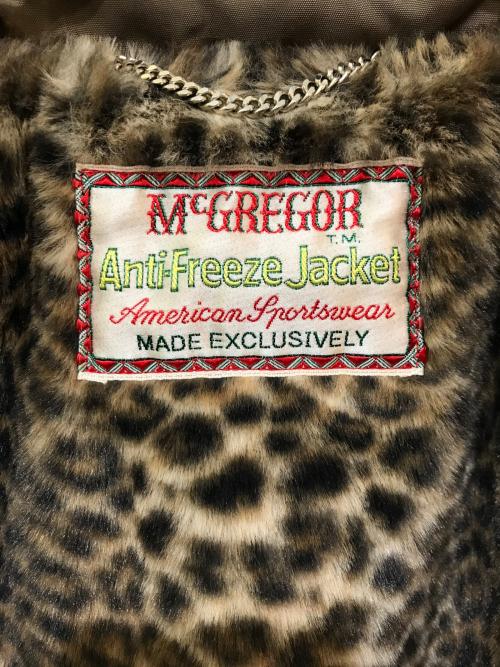 McGREGOR
T.M.
Anti-Freeze Jacket
American Sportswear
MADE EXCLUSIVELY